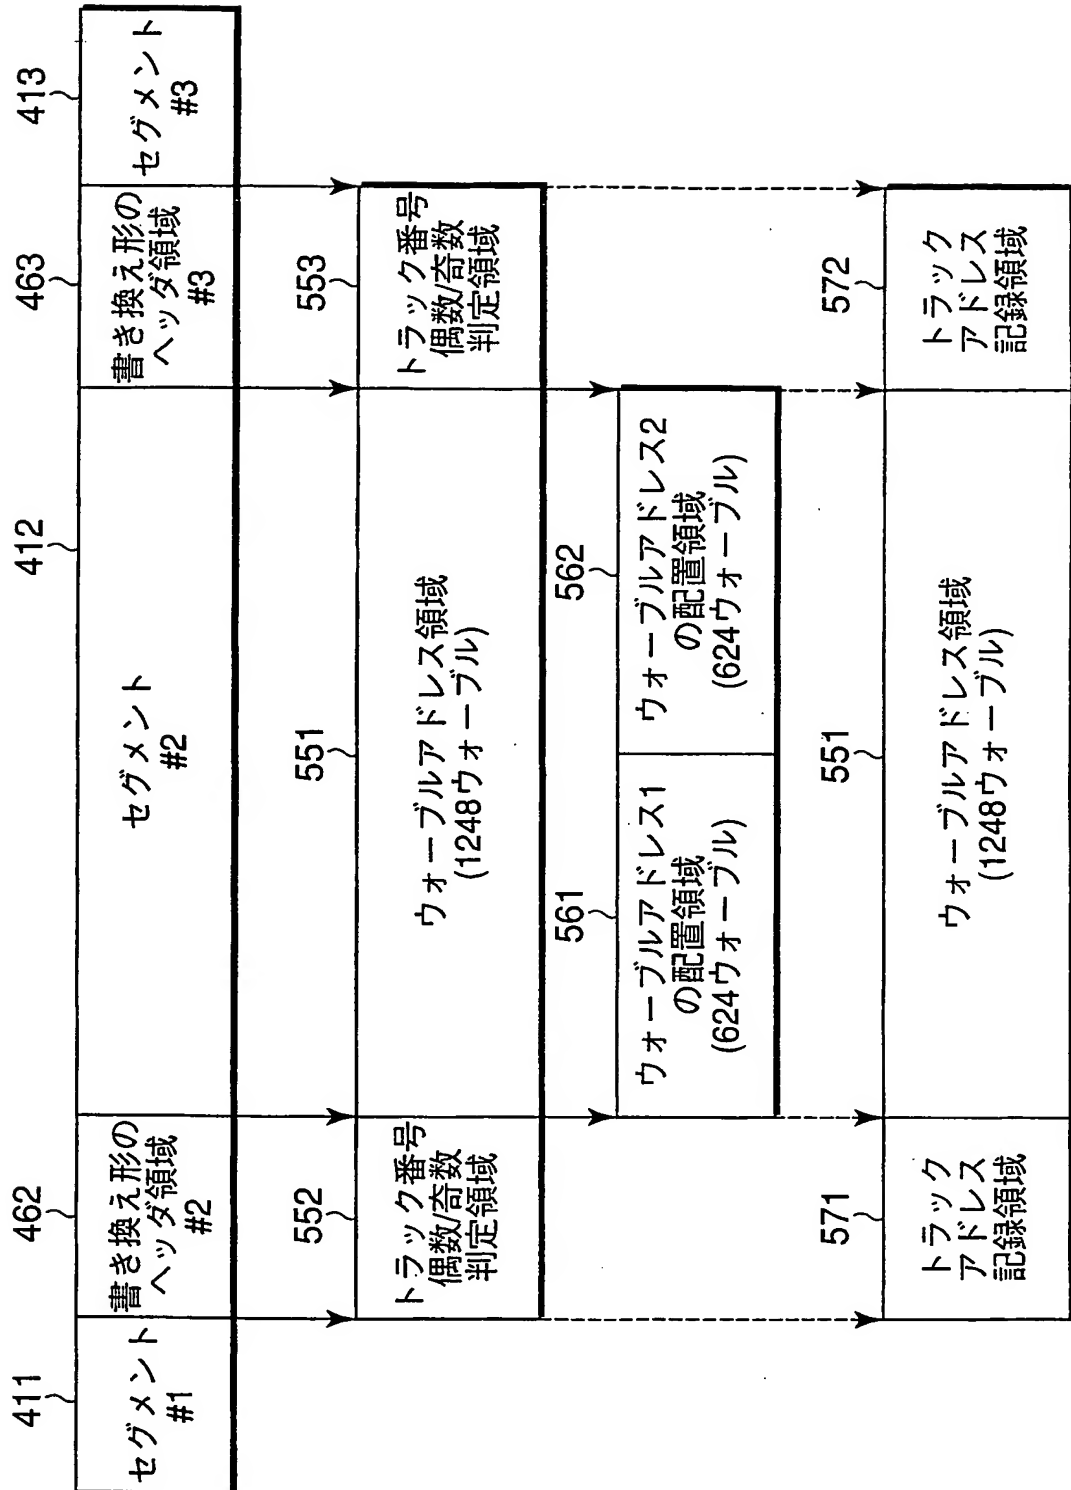 411
セグメント
#1
462
書き換え形の
ヘッダ領域
#2
412
セグメント
#2
463
書き換え形の
ヘッダ領域
#3
413
セグメント
#3
552
トラック番号
偶数/奇数
判定領域
551
ウォーブルアドレス領域
(1248ウォーブル)
553
トラック番号
偶数/奇数
判定領域
561
ウォーブルアドレス1
の配置領域
(624ウォーブル)
562
ウォーブルアドレス2
の配置領域
(624ウォーブル)
571
トラック
アドレス
記録領域
551
ウォーブルアドレス領域
(1248ウォーブル)
572
トラック
アドレス
記録領域